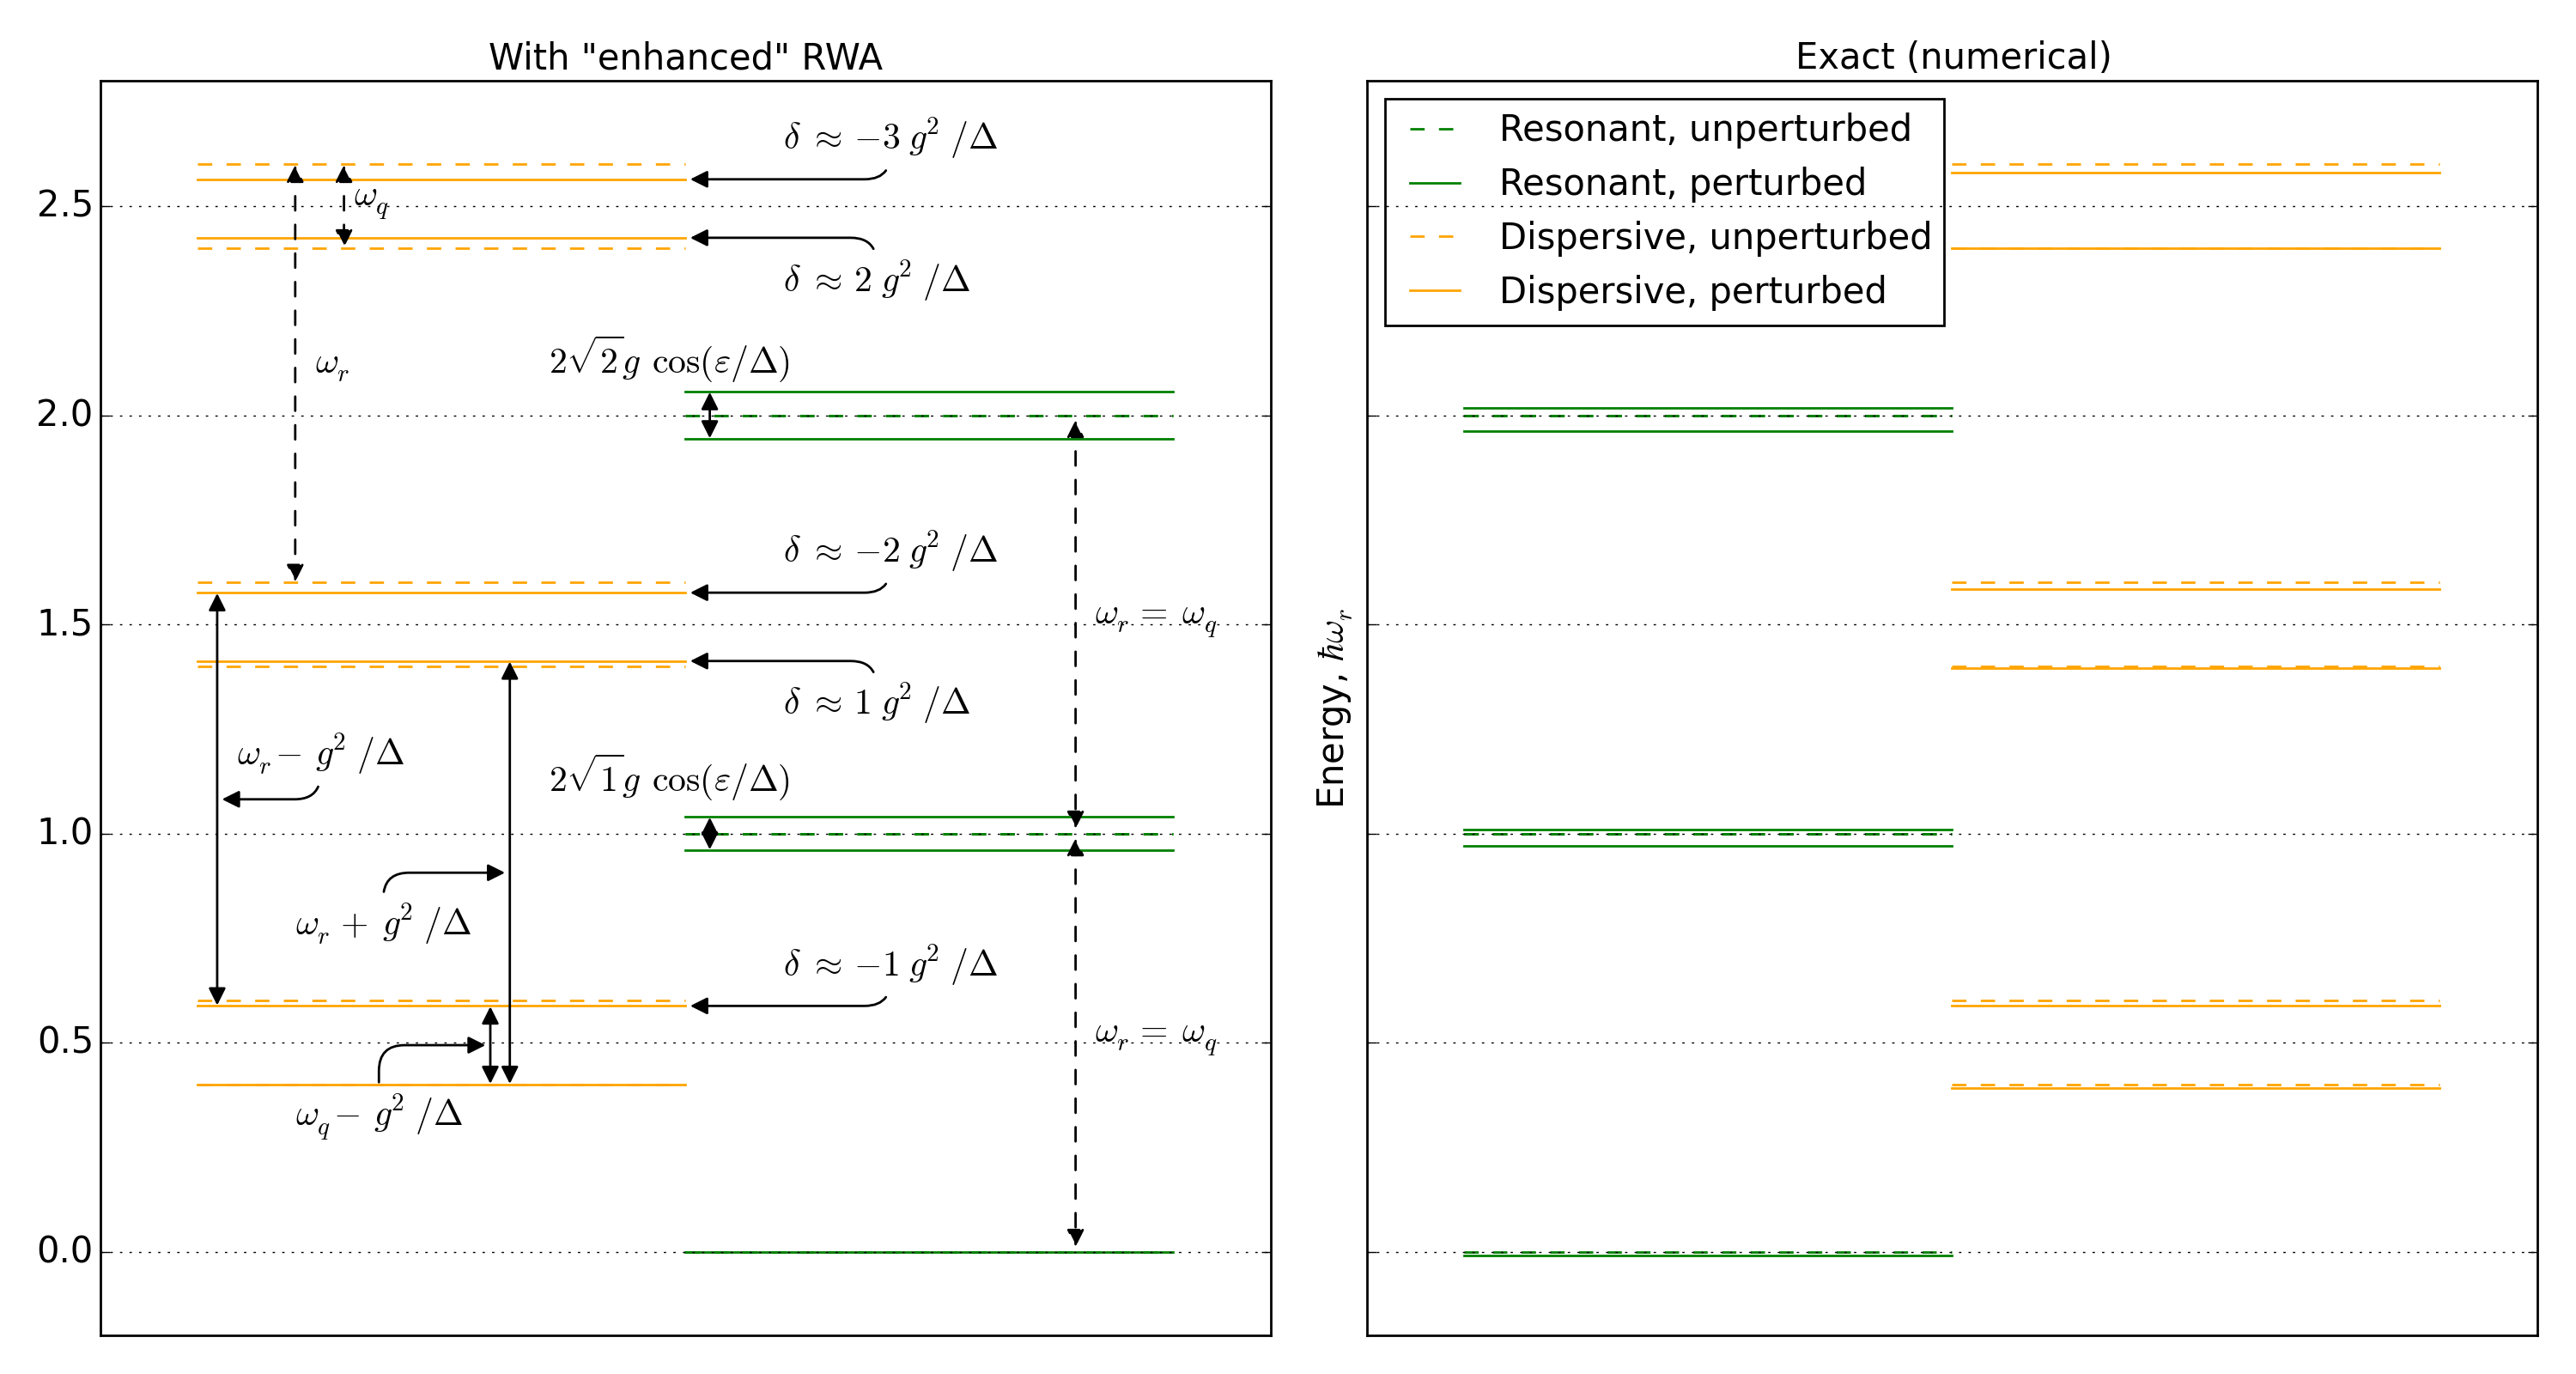 With "enhanced" RWA
δ ≈ −3 g² /Δ
ω_q
2.5
δ ≈ 2 g² /Δ
2√2g cos(ε/Δ)
ω_r
2.0
δ ≈ −2 g² /Δ
1.5
ω_r = ω_q
δ ≈ 1 g² /Δ
ω_r − g² /Δ
2√1g cos(ε/Δ)
1.0
ω_r + g² /Δ
δ ≈ −1 g² /Δ
0.5
ω_r = ω_q
ω_q − g² /Δ
0.0
Exact (numerical)
Resonant, unperturbed
Resonant, perturbed
Dispersive, unperturbed
Dispersive, perturbed
Energy, ħω_r